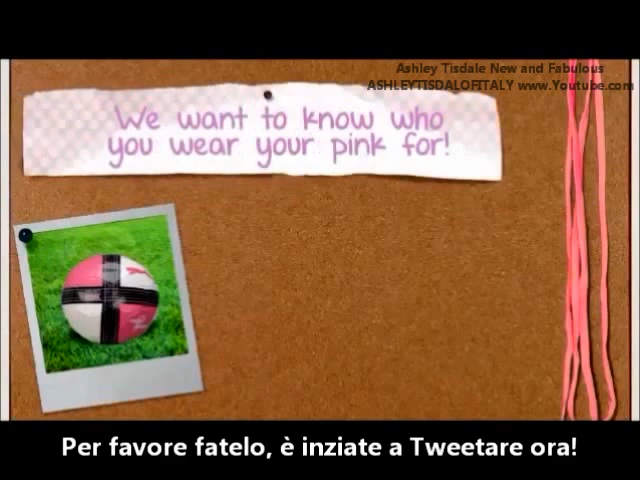 Ashley Tisdale New and Fabulous
ASHLEYTISDALOFITALY www.Youtube.com
We want to know who
you wear your pink for!
Per favore fatelo, è inziate a Tweetare ora!